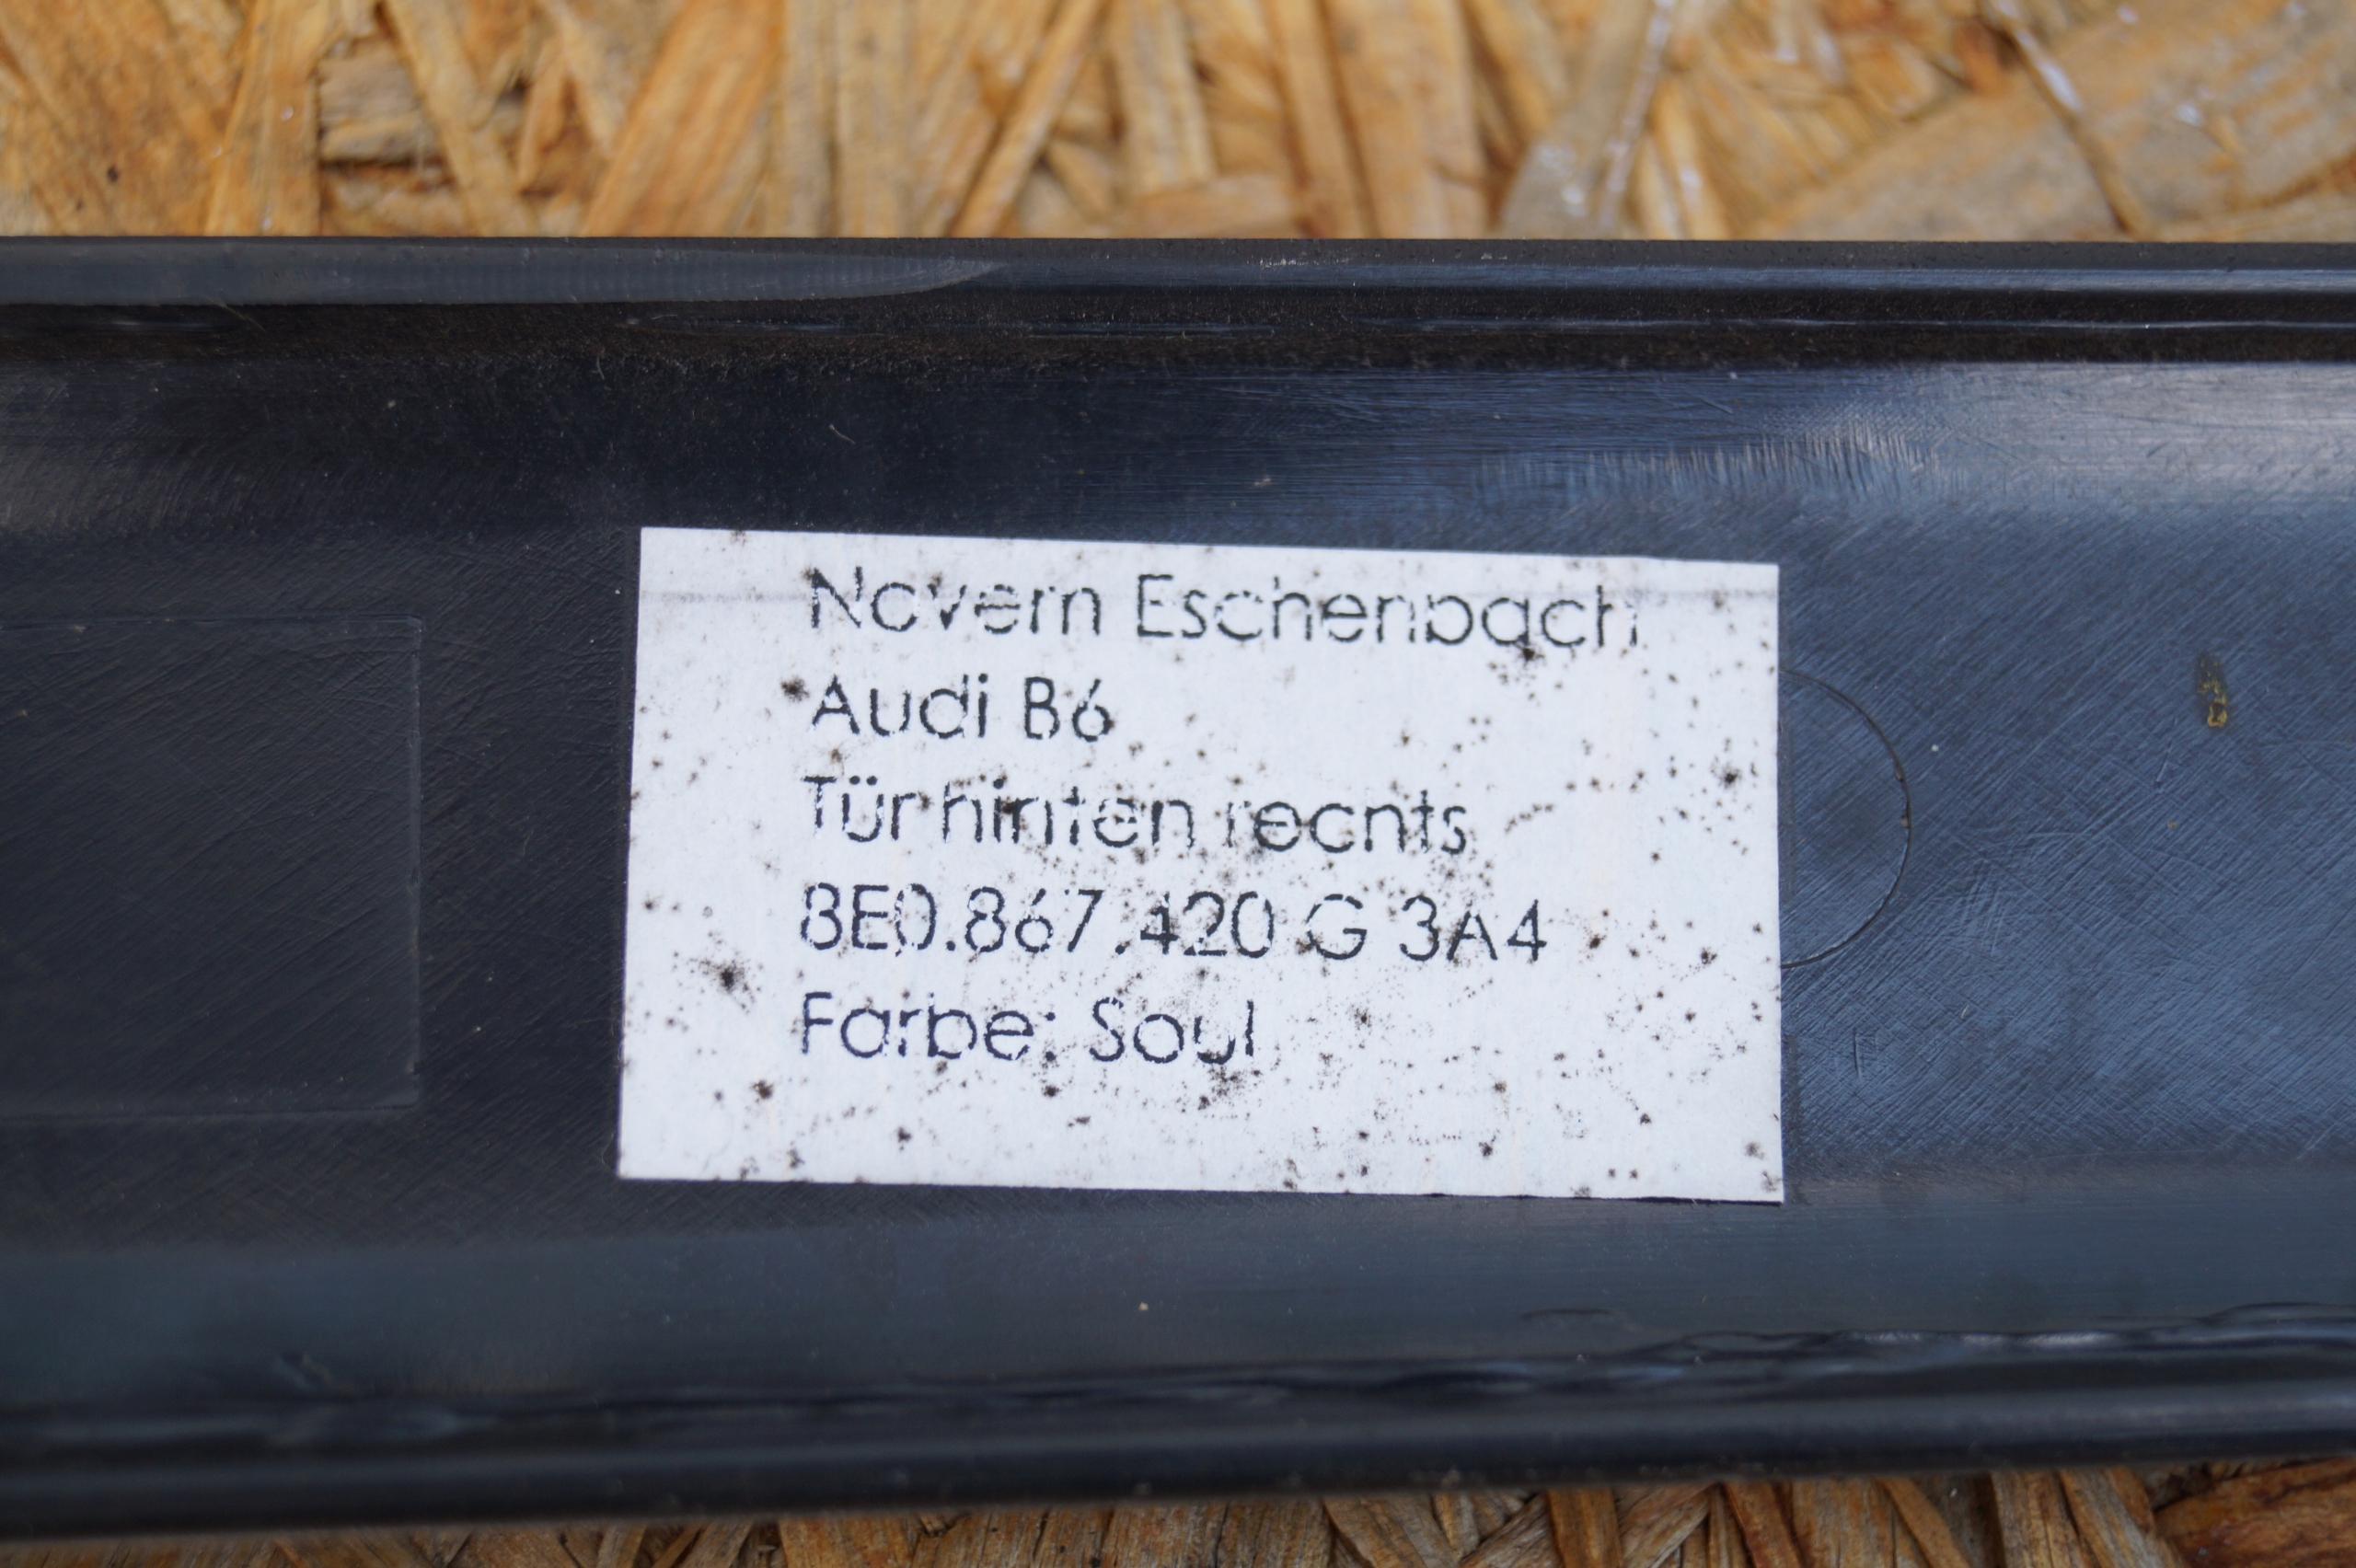 Novem Eschenbach
Audi B6
Tür hinten rechts
8E0.867.420 G 3A4
Farbe: Soul